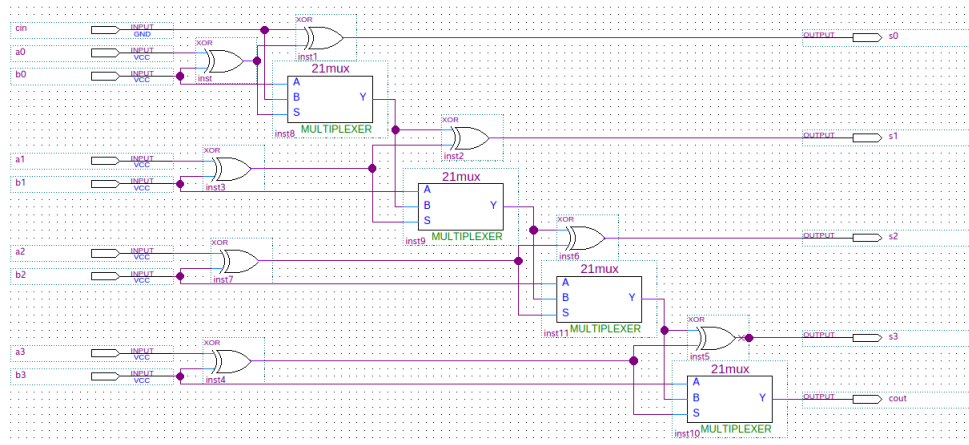 XOR
cin INPUT GND
XOR
inst1
OUTPUT s0
a0 INPUT VCC
b0 INPUT VCC
inst
21mux
A
B Y
S
inst8 MULTIPLEXER
XOR
inst2
OUTPUT s1
XOR
a1 INPUT VCC
b1 INPUT VCC
inst3
21mux
A
B Y
S
inst9 MULTIPLEXER
XOR
inst6
OUTPUT s2
XOR
a2 INPUT VCC
b2 INPUT VCC
inst7
21mux
A
B Y
S
inst11 MULTIPLEXER
XOR
inst5
OUTPUT s3
XOR
a3 INPUT VCC
b3 INPUT VCC
inst4
21mux
A
B Y
S
inst10 MULTIPLEXER
OUTPUT cout